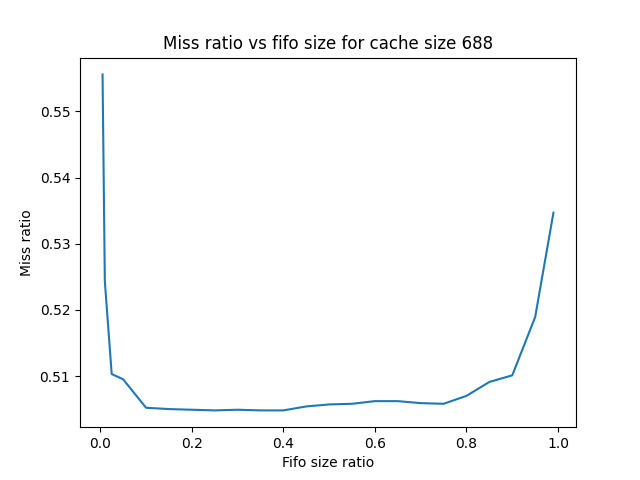 Miss ratio vs fifo size for cache size 688
0.55
0.54
0.53
0.52
0.51
Miss ratio
0.0 0.2 0.4 0.6 0.8 1.0
Fifo size ratio